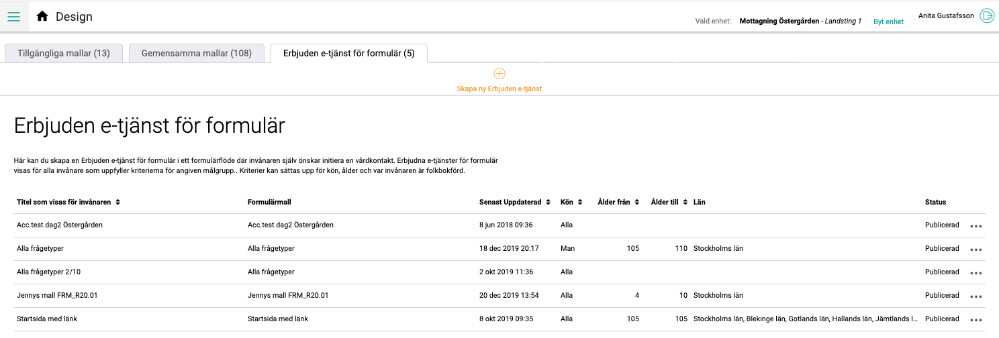 Design
Vald enhet: Mottagning Östergården - Landsting 1 Byt enhet Anita Gustafsson
Tillgängliga mallar (13) Gemensamma mallar (108) Erbjuden e-tjänst för formulär (5)
Skapa ny Erbjuden e-tjänst
Erbjuden e-tjänst för formulär
Här kan du skapa en Erbjuden e-tjänst för formulär i ett formulärflöde där invånaren själv önskar initiera en vårdkontakt. Erbjudna e-tjänster för formulär
visas för alla invånare som uppfyller kriterierna för angiven målgrupp.. Kriterier kan sättas upp för kön, ålder och var invånaren är folkbokförd.
Titel som visas för invånaren Formulärmall Senast Uppdaterad Kön Ålder från Ålder till Län Status
Acc.test dag2 Östergården Acc.test dag2 Östergården 8 jun 2018 09:36 Alla Publicerad
Alla frågetyper Alla frågetyper 18 dec 2019 20:17 Man 105 110 Stockholms län Publicerad
Alla frågetyper 2/10 Alla frågetyper 2 okt 2019 11:36 Alla Publicerad
Jennys mall FRM_R20.01 Jennys mall FRM_R20.01 20 dec 2019 13:54 Alla 4 10 Stockholms län Publicerad
Startsida med länk Startsida med länk 8 okt 2019 09:35 Alla 105 105 Stockholms län, Blekinge län, Gotlands län, Hallands län, Jämtlands l... Publicerad